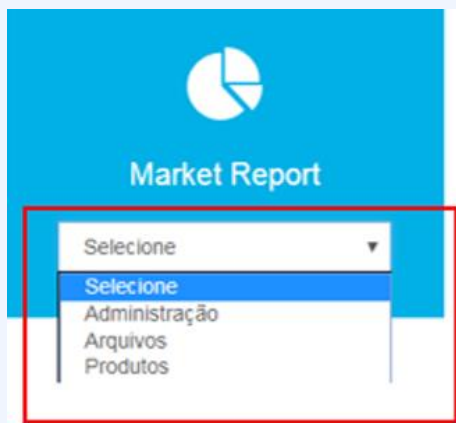 Market Report
Selecione
Selecione
Administração
Arquivos
Produtos